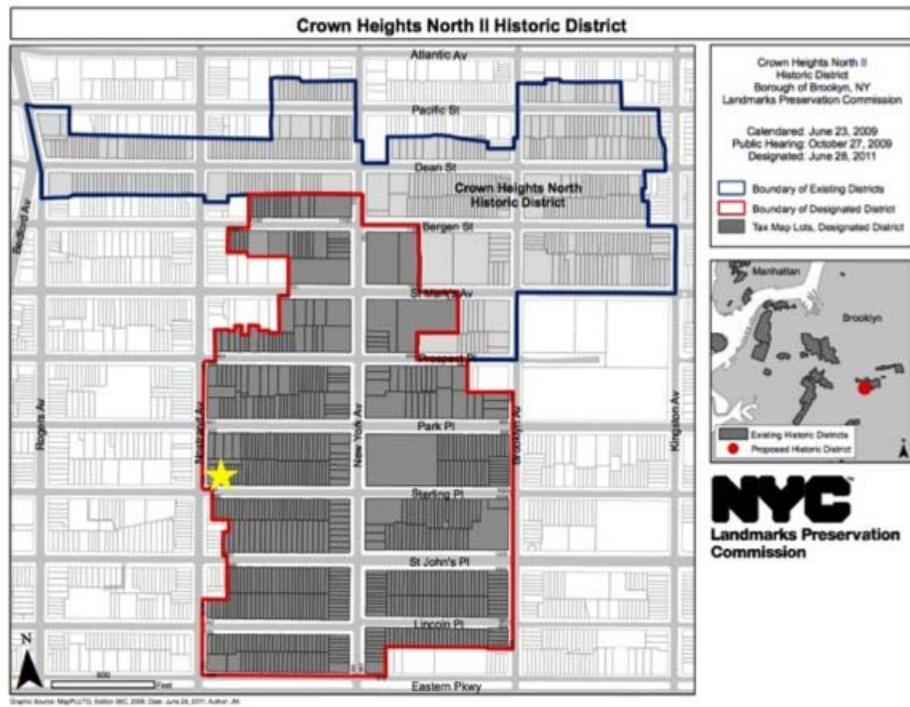 Crown Heights North II Historic District
Atlantic Av
Pacific St
Dean St
Crown Heights North
Historic District
Bergen St
Bedford Av
St Mark's Av
Prospect Pl
Park Pl
Rogers Av
Nostrand Av
New York Av
Brooklyn Av
Kingston Av
Sterling Pl
St John's Pl
Lincoln Pl
Eastern Pkwy
N
600
Feet
Crown Heights North II
Historic District
Borough of Brookyn, NY
Landmarks Preservation Commission
Calendared: June 23, 2009
Public Hearing: October 27, 2009
Designated: June 28, 2011
Boundary of Existing Districts
Boundary of Designated District
Tax Map Lots, Designated District
Manhattan
Brooklyn
Existing Historic Districts
Proposed Historic District
NYC
Landmarks Preservation
Commission